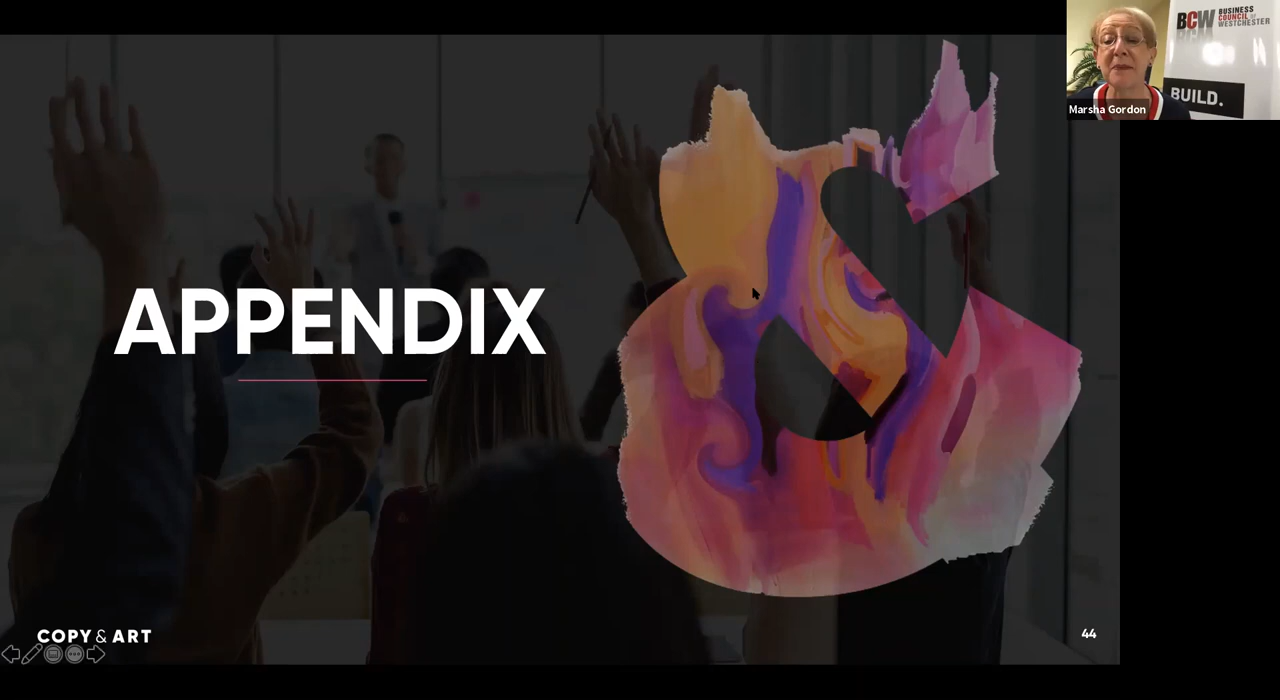 BCW BUSINESS
COUNCIL of
WESTCHESTER
BUILD.
Marsha Gordon
APPENDIX
COPY & ART
44